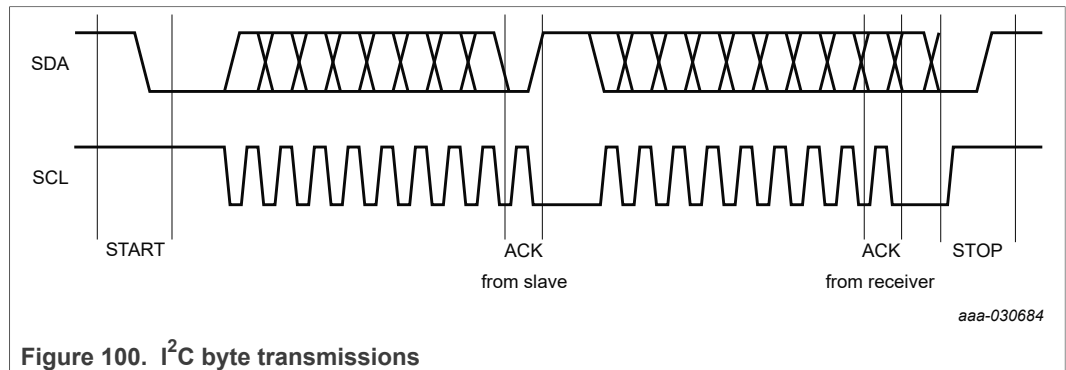 SDA
SCL
START ACK ACK STOP
from slave from receiver
aaa-030684
Figure 100. I²C byte transmissions